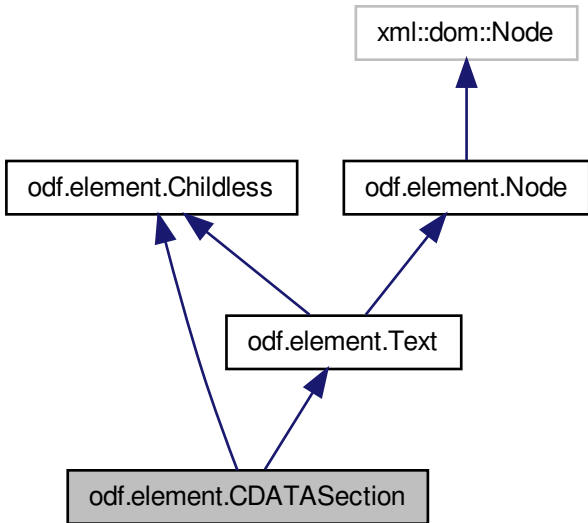 xml::dom::Node
odf.element.Childless
odf.element.Node
odf.element.Text
odf.element.CDATASection